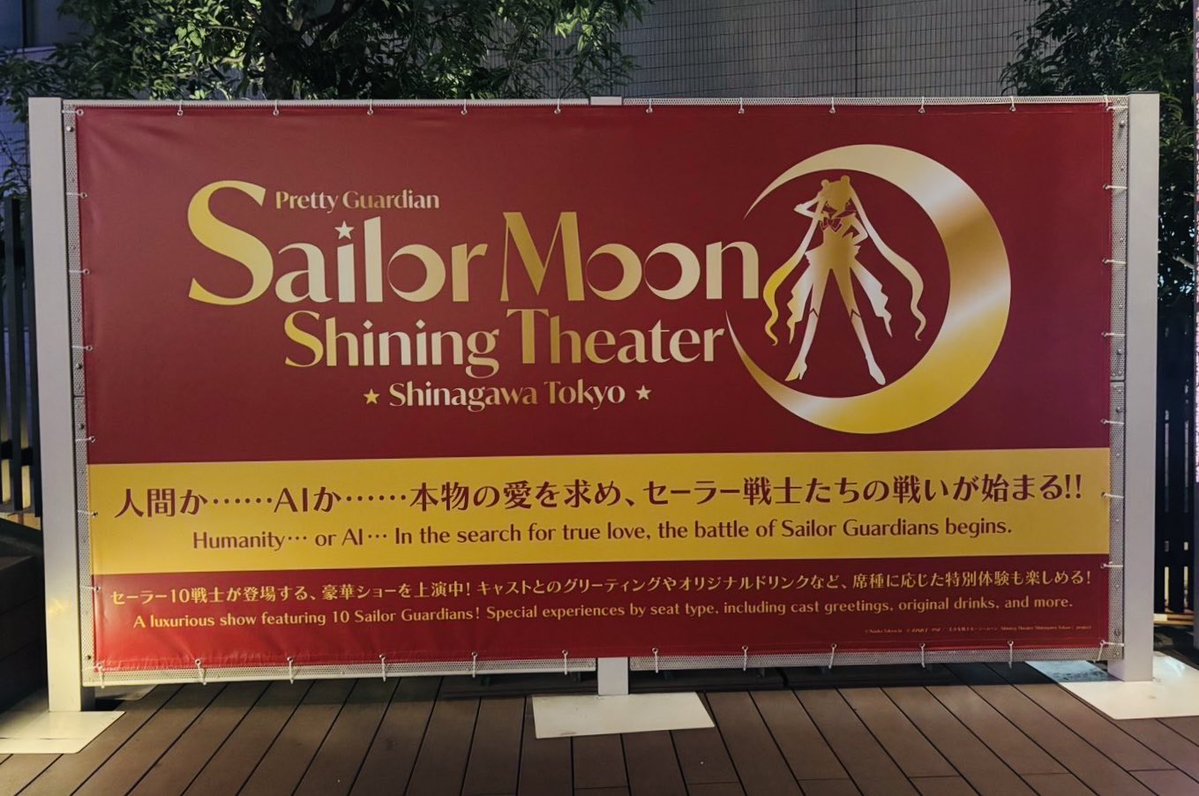 Pretty Guardian
Sailor Moon
Shining Theater
★ Shinagawa Tokyo ★
人間か……AIか……本物の愛を求め、セーラー戦士たちの戦いが始まる!!
Humanity… or AI… In the search for true love, the battle of Sailor Guardians begins.
セーラー10戦士が登場する、豪華ショーを上演中! キャストとのグリーティングやオリジナルドリンクなど、席種に応じた特別体験も楽しめる!
A luxurious show featuring 10 Sailor Guardians! Special experiences by seat type, including cast greetings, original drinks, and more.